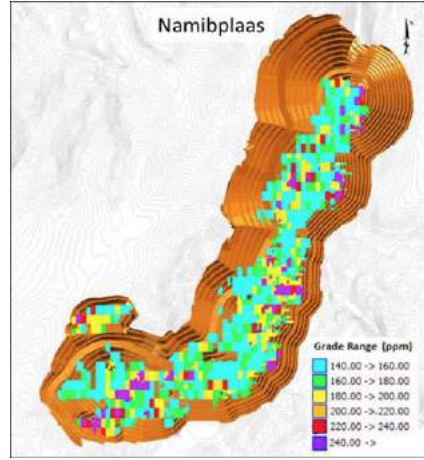 Namibplaas
Grade Range (ppm)
140.00 -> 160.00
160.00 -> 180.00
180.00 -> 200.00
200.00 -> 220.00
220.00 -> 240.00
240.00 ->